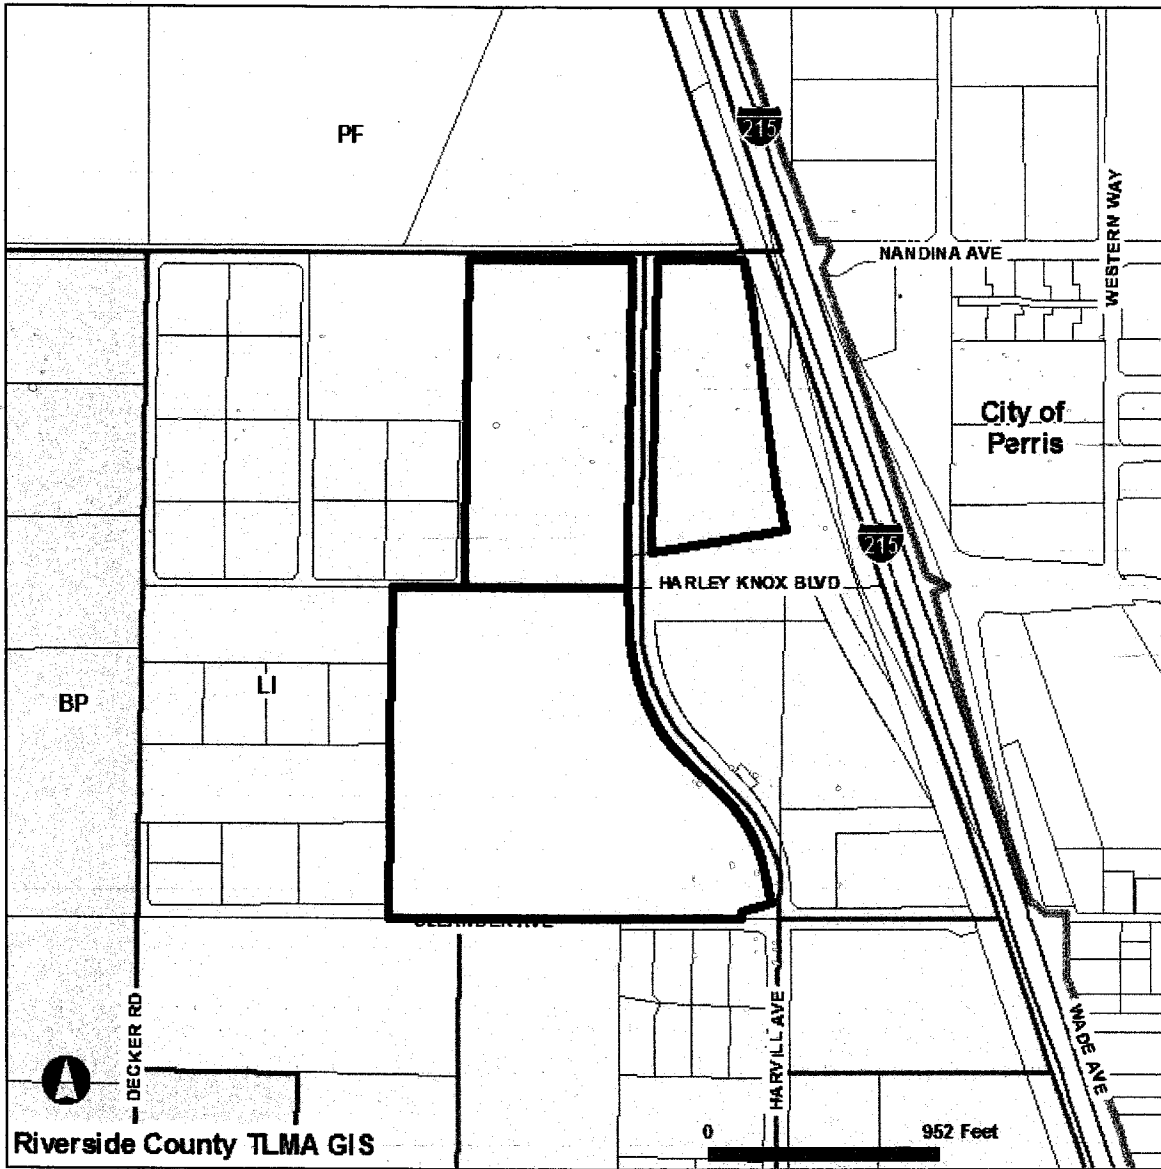 PF
215
NANDINA AVE
WESTERN WAY
City of
Perris
215
HARLEY KNOX BLVD
LI
BP
DECKER RD
HARVILL AVE
WADE AVE
Riverside County TLMA GIS
0 952 Feet